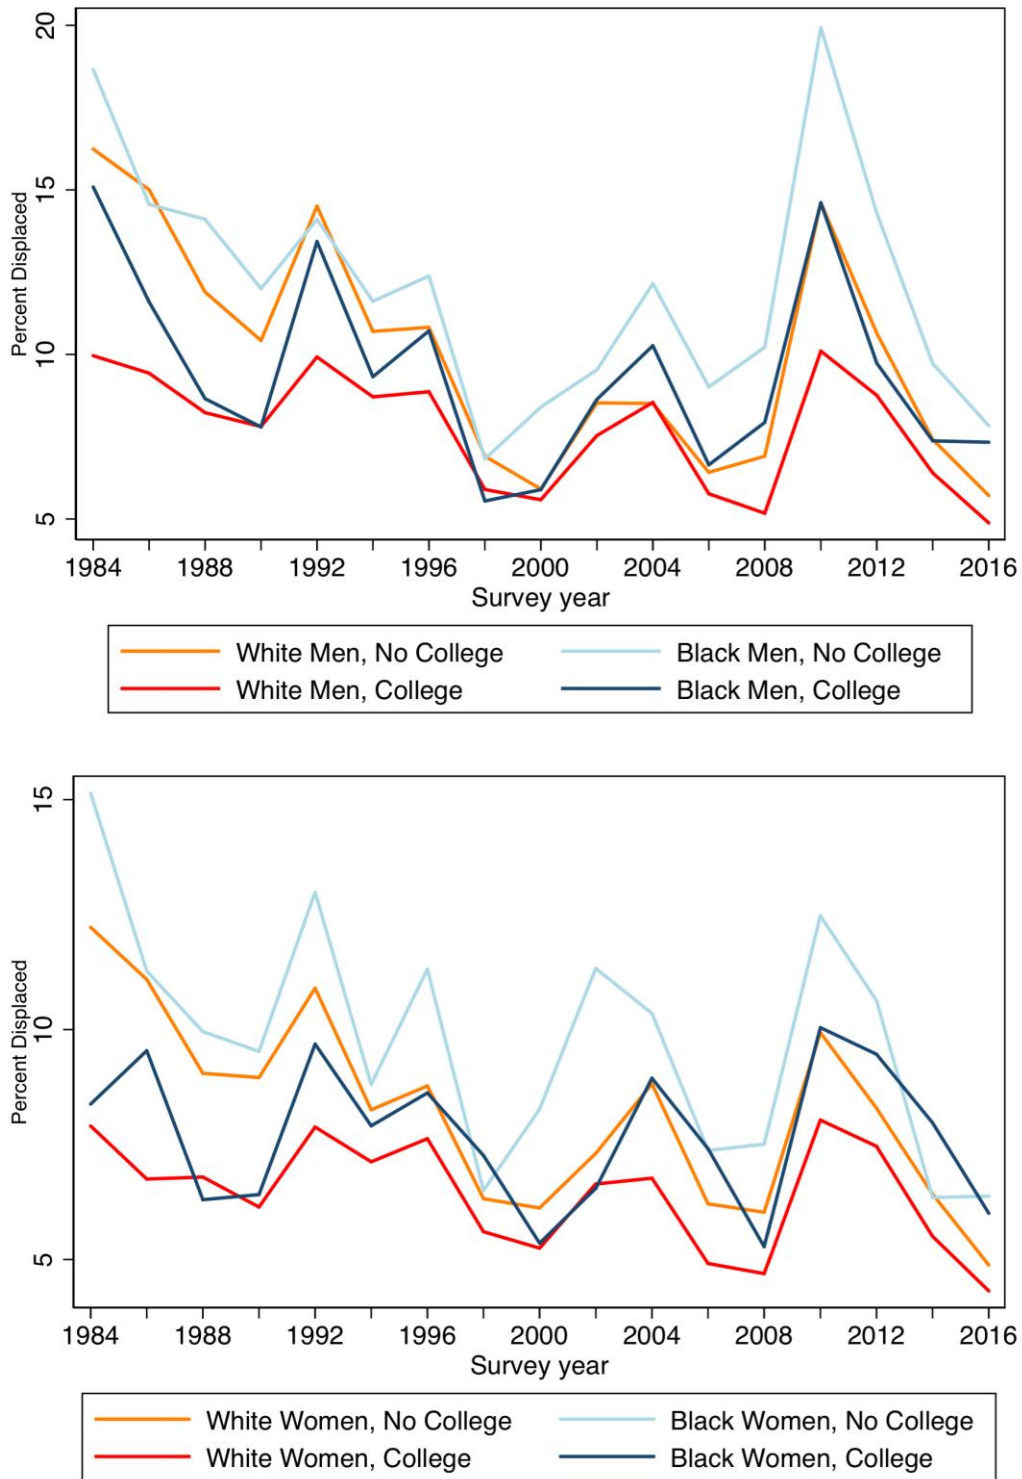 20
15
10
5
Percent Displaced
1984 1988 1992 1996 2000 2004 2008 2012 2016
Survey year
White Men, No College Black Men, No College
White Men, College Black Men, College
15
10
5
Percent Displaced
1984 1988 1992 1996 2000 2004 2008 2012 2016
Survey year
White Women, No College Black Women, No College
White Women, College Black Women, College